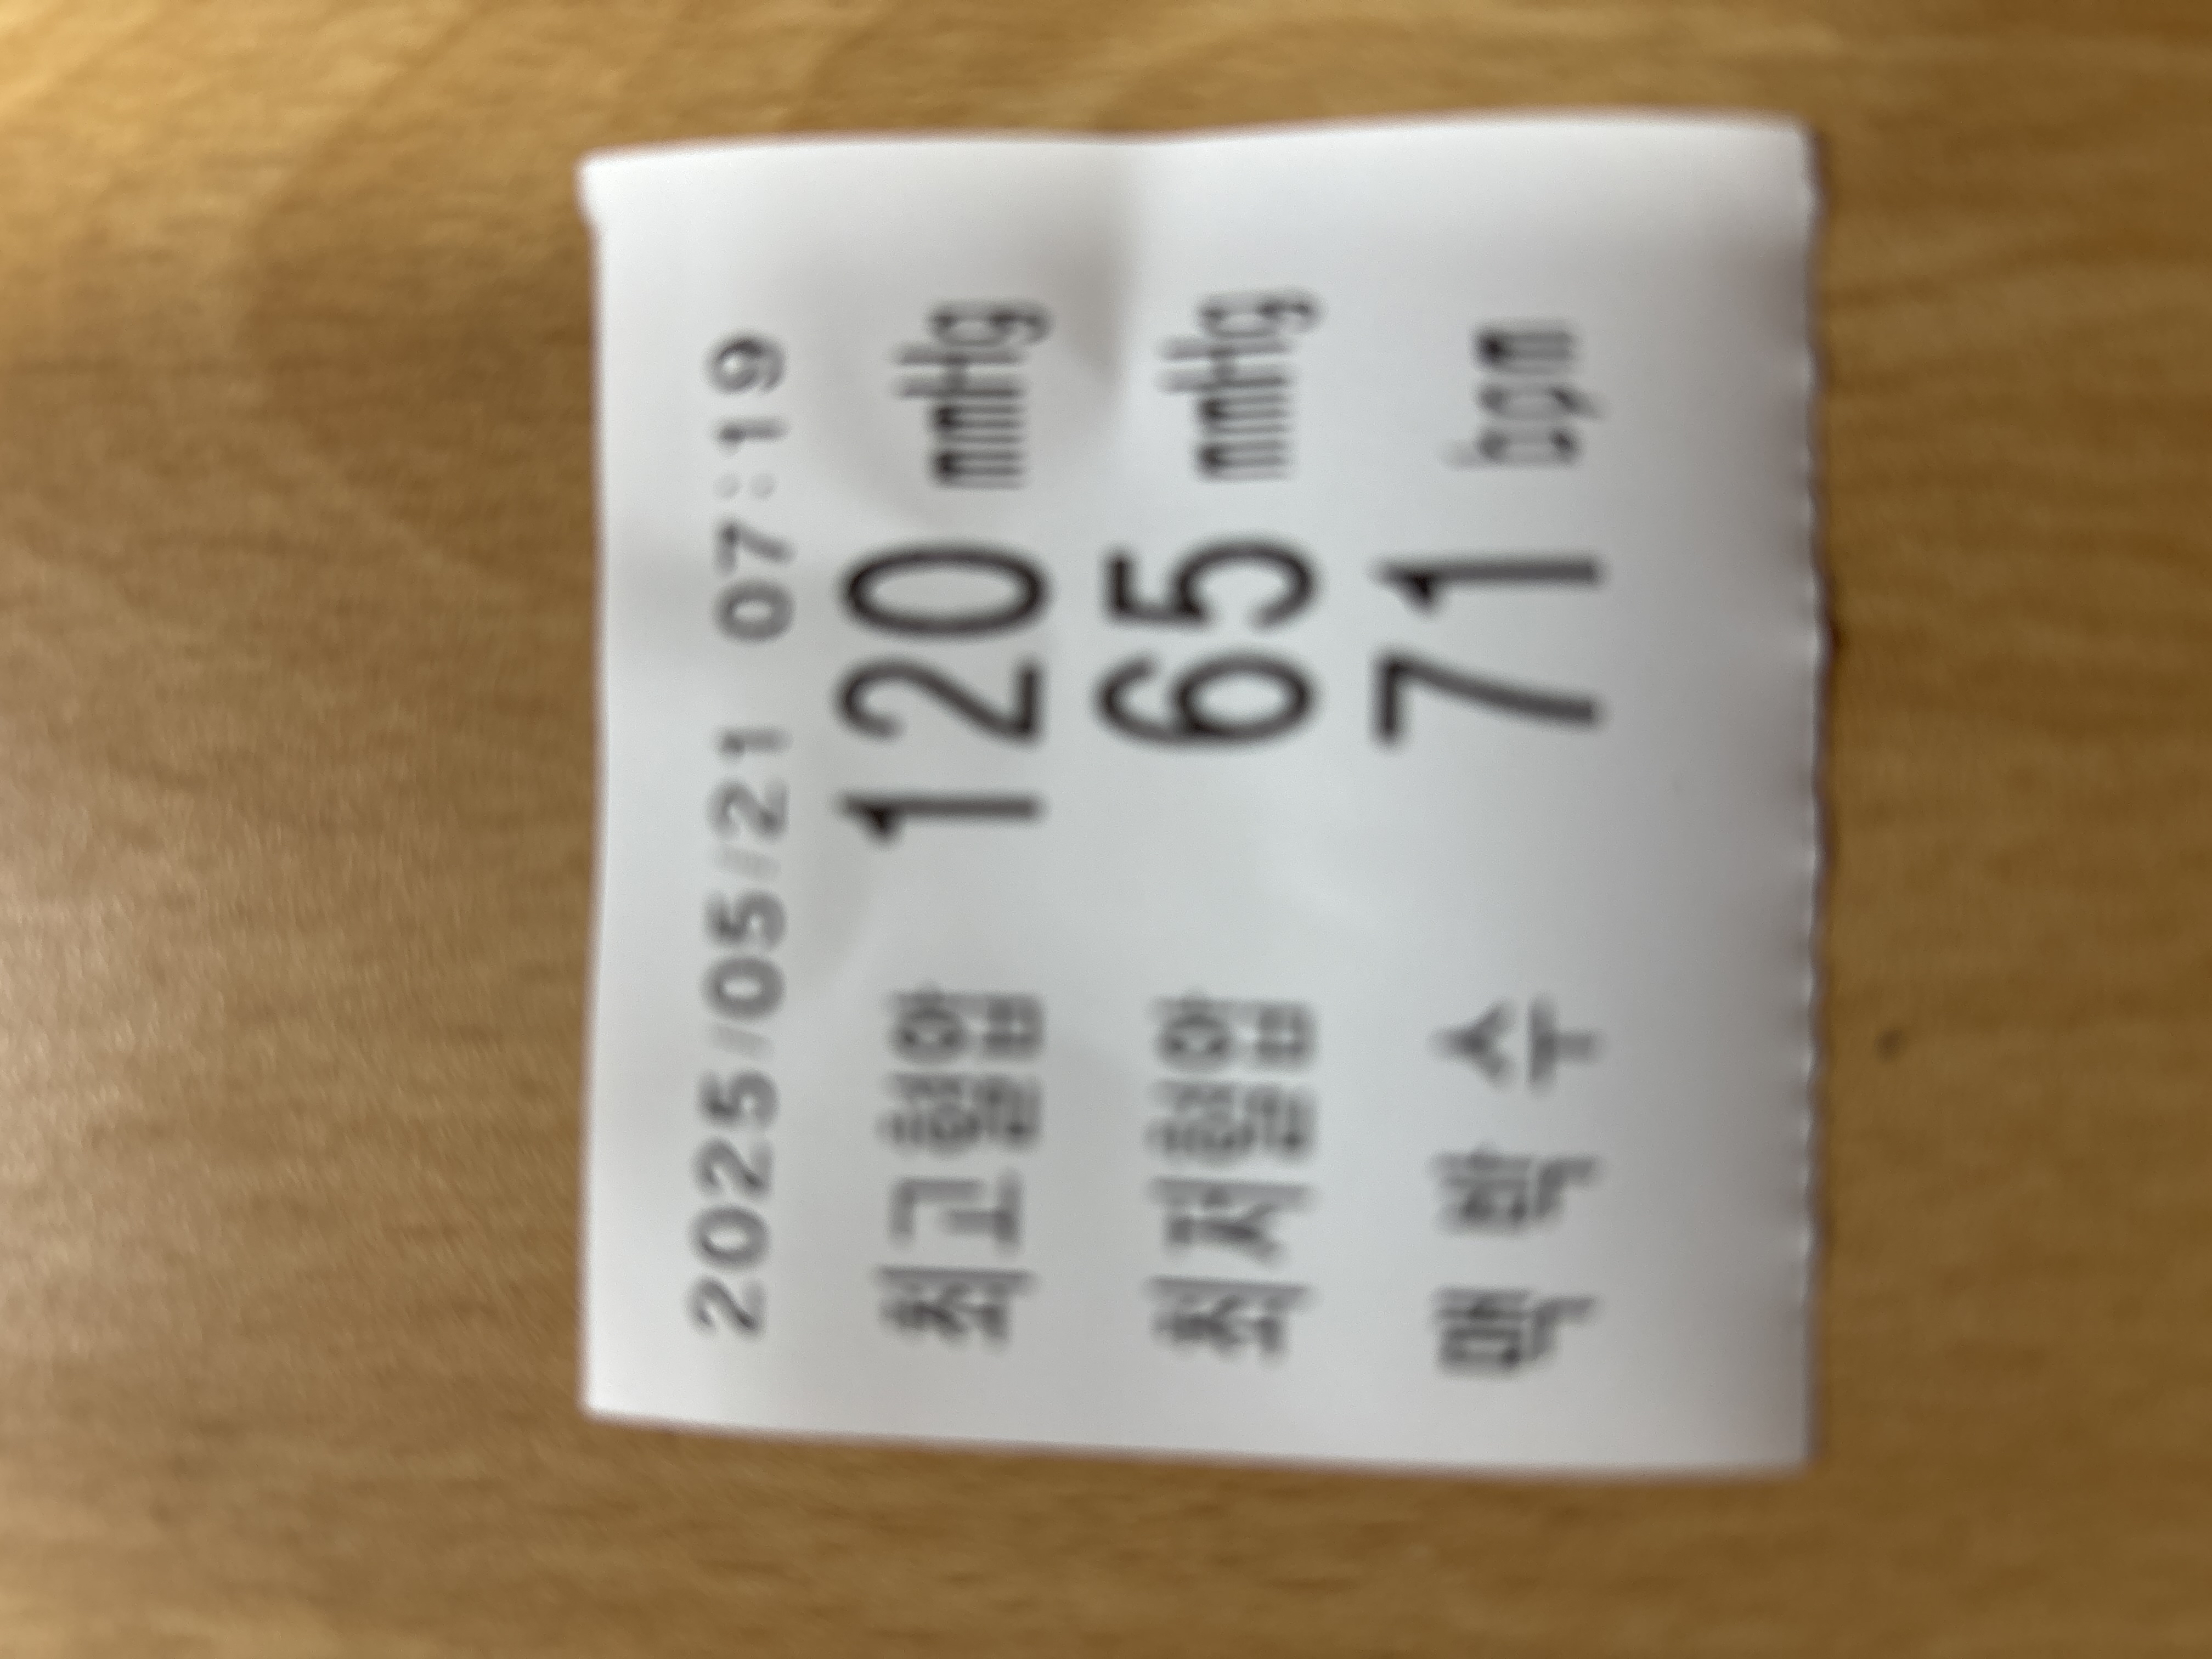 2025/05/21 07:19
최고혈압 120 mmHg
최저혈압 65 mmHg
맥 박 수 71 bpm